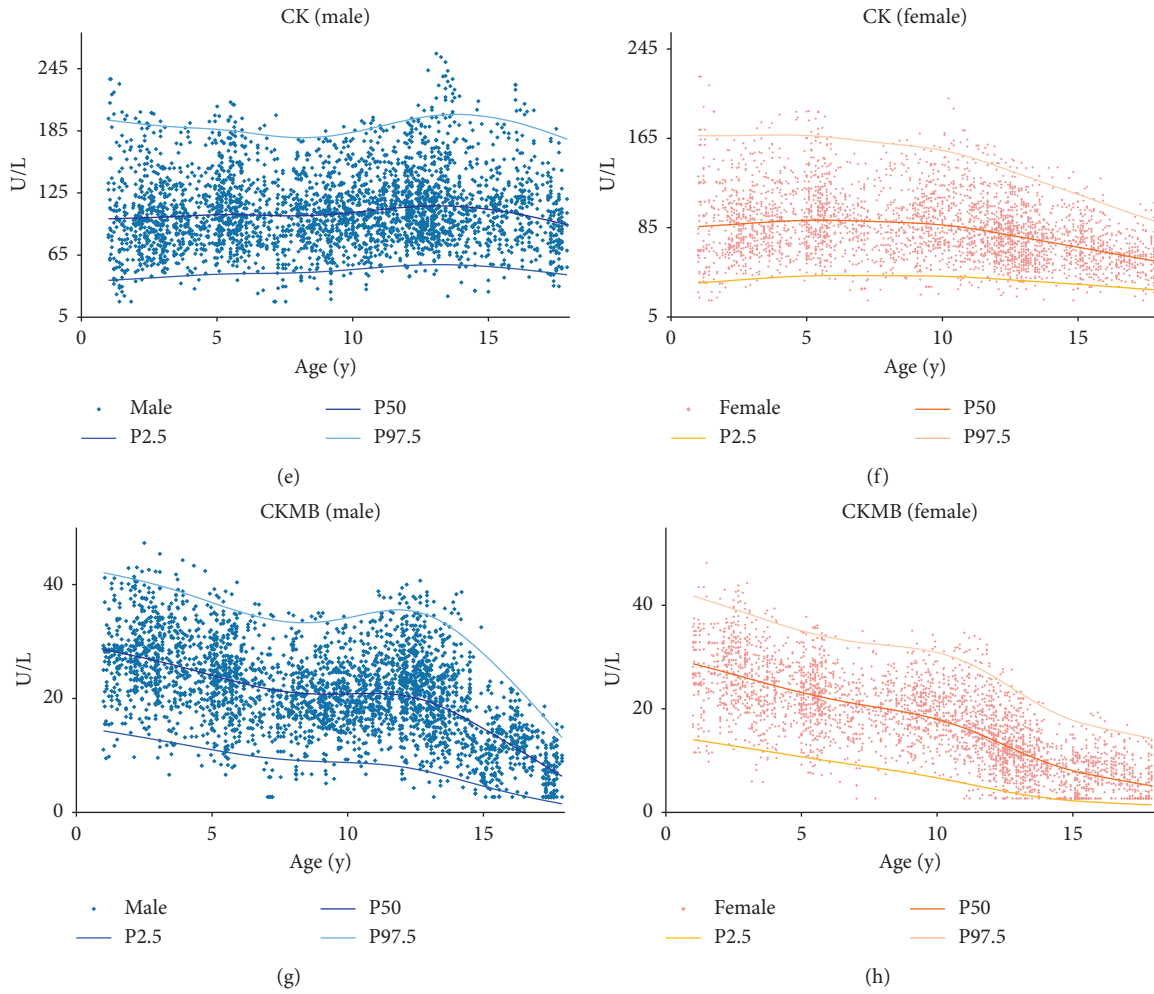 CK (male)
245
185
125
65
5
U/L
0
5
10
15
Age (y)
Male
P50
P2.5
P97.5
(e)
CK (female)
245
165
85
5
U/L
0
5
10
15
Age (y)
Female
P50
P2.5
P97.5
(f)
CKMB (male)
40
20
0
U/L
0
5
10
15
Age (y)
Male
P50
P2.5
P97.5
(g)
CKMB (female)
40
20
0
U/L
0
5
10
15
Age (y)
Female
P50
P2.5
P97.5
(h)